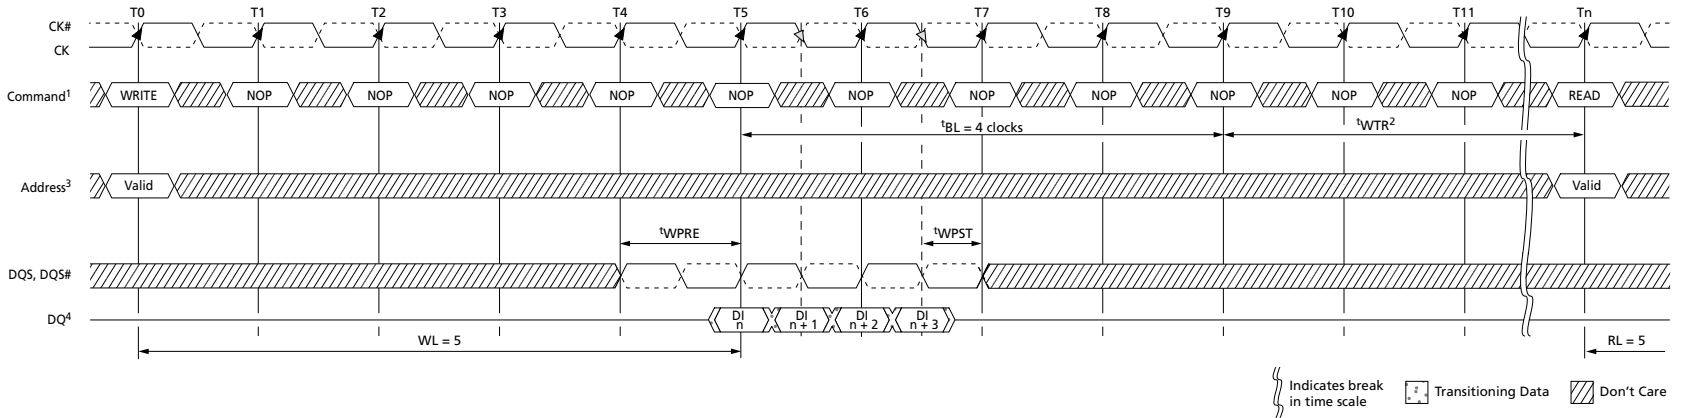 T0 T1 T2 T3 T4 T5 T6 T7 T8 T9 T10 T11 Tn
CK#
CK
Command1 WRITE NOP NOP NOP NOP NOP NOP NOP NOP NOP NOP NOP READ
tBL = 4 clocks tWTR2
Address3 Valid Valid
tWPRE tWPST
DQS, DQS#
DQ4 DI n DI n + 1 DI n + 2 DI n + 3
WL = 5 RL = 5
Indicates break
in time scale
Transitioning Data
Don't Care